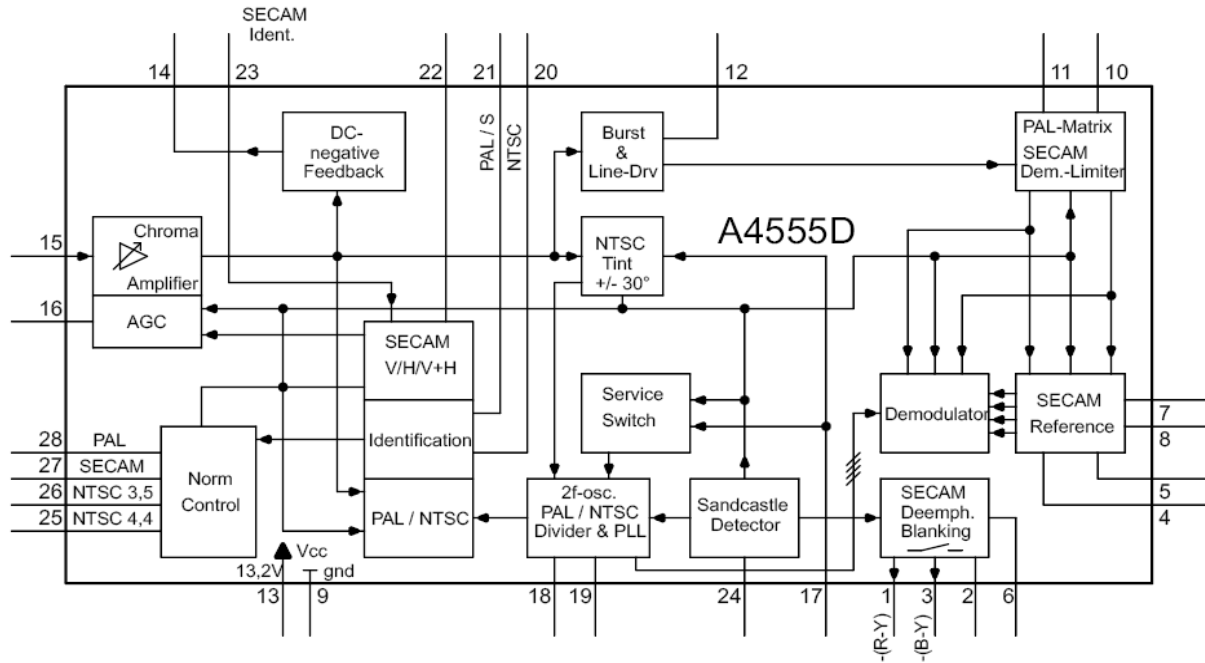 SECAM
Ident.
14
23
22
21
20
12
11
10
DC-
negative
Feedback
PAL / S
NTSC
Burst
&
Line-Drv
PAL-Matrix
SECAM
Dem.-Limiter
15
Chroma
Amplifier
NTSC
Tint
+/- 30°
A4555D
16
AGC
SECAM
V/H/V+H
Service
Switch
Demodulator
SECAM
Reference
7
8
28
PAL
Identification
27
SECAM
Norm
Control
26
NTSC 3,5
25
NTSC 4,4
PAL / NTSC
2f-osc.
PAL / NTSC
Divider & PLL
Sandcastle
Detector
SECAM
Deemph.
Blanking
5
4
Vcc
13,2V
gnd
13
9
18
19
24
17
1
3
2
6
-(R-Y)
-(B-Y)